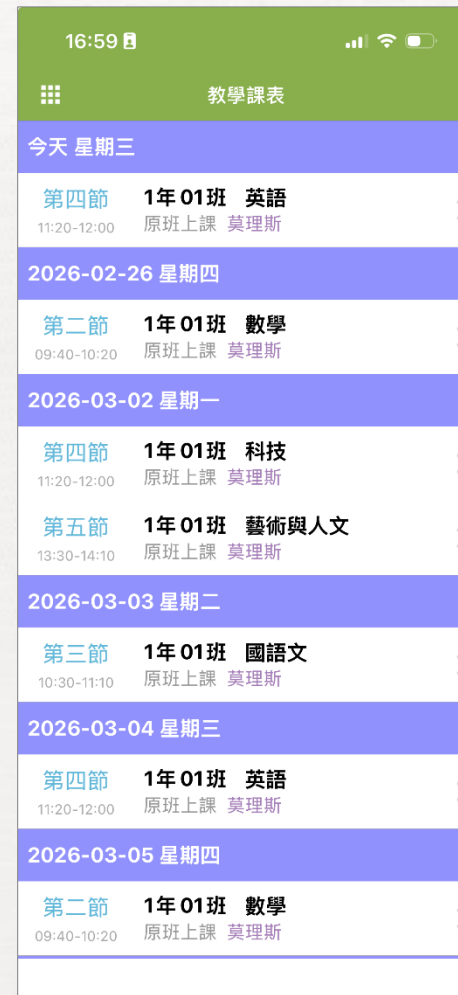 16:59
教學課表
今天 星期三
第四節 1年 01班 英語
11:20-12:00 原班上課 莫理斯
2026-02-26 星期四
第二節 1年 01班 數學
09:40-10:20 原班上課 莫理斯
2026-03-02 星期一
第四節 1年 01班 科技
11:20-12:00 原班上課 莫理斯
第五節 1年 01班 藝術與人文
13:30-14:10 原班上課 莫理斯
2026-03-03 星期二
第三節 1年 01班 國語文
10:30-11:10 原班上課 莫理斯
2026-03-04 星期三
第四節 1年 01班 英語
11:20-12:00 原班上課 莫理斯
2026-03-05 星期四
第二節 1年 01班 數學
09:40-10:20 原班上課 莫理斯